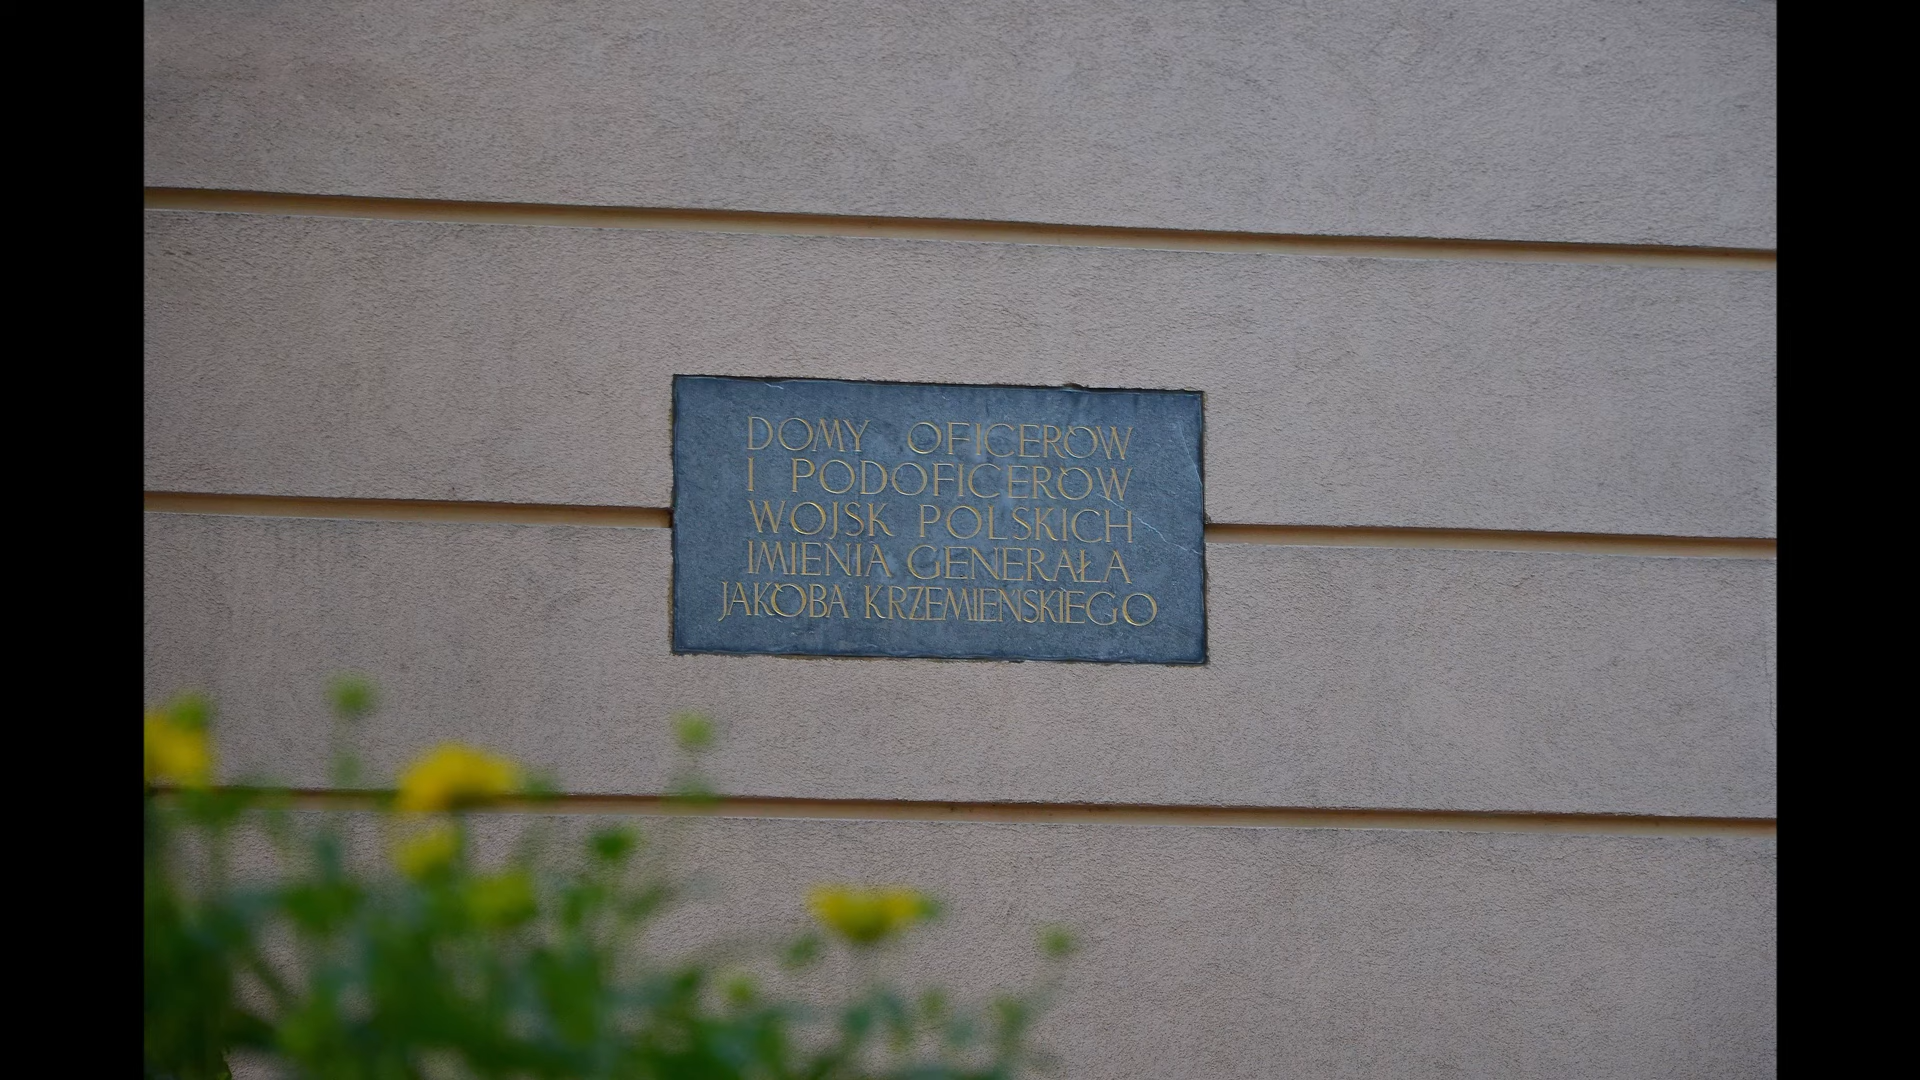 DOMY OFICERÓW
I PODOFICERÓW
WOJSK POLSKICH
IMIENIA GENERAŁA
JAKÓBA KRZEMIEŃSKIEGO